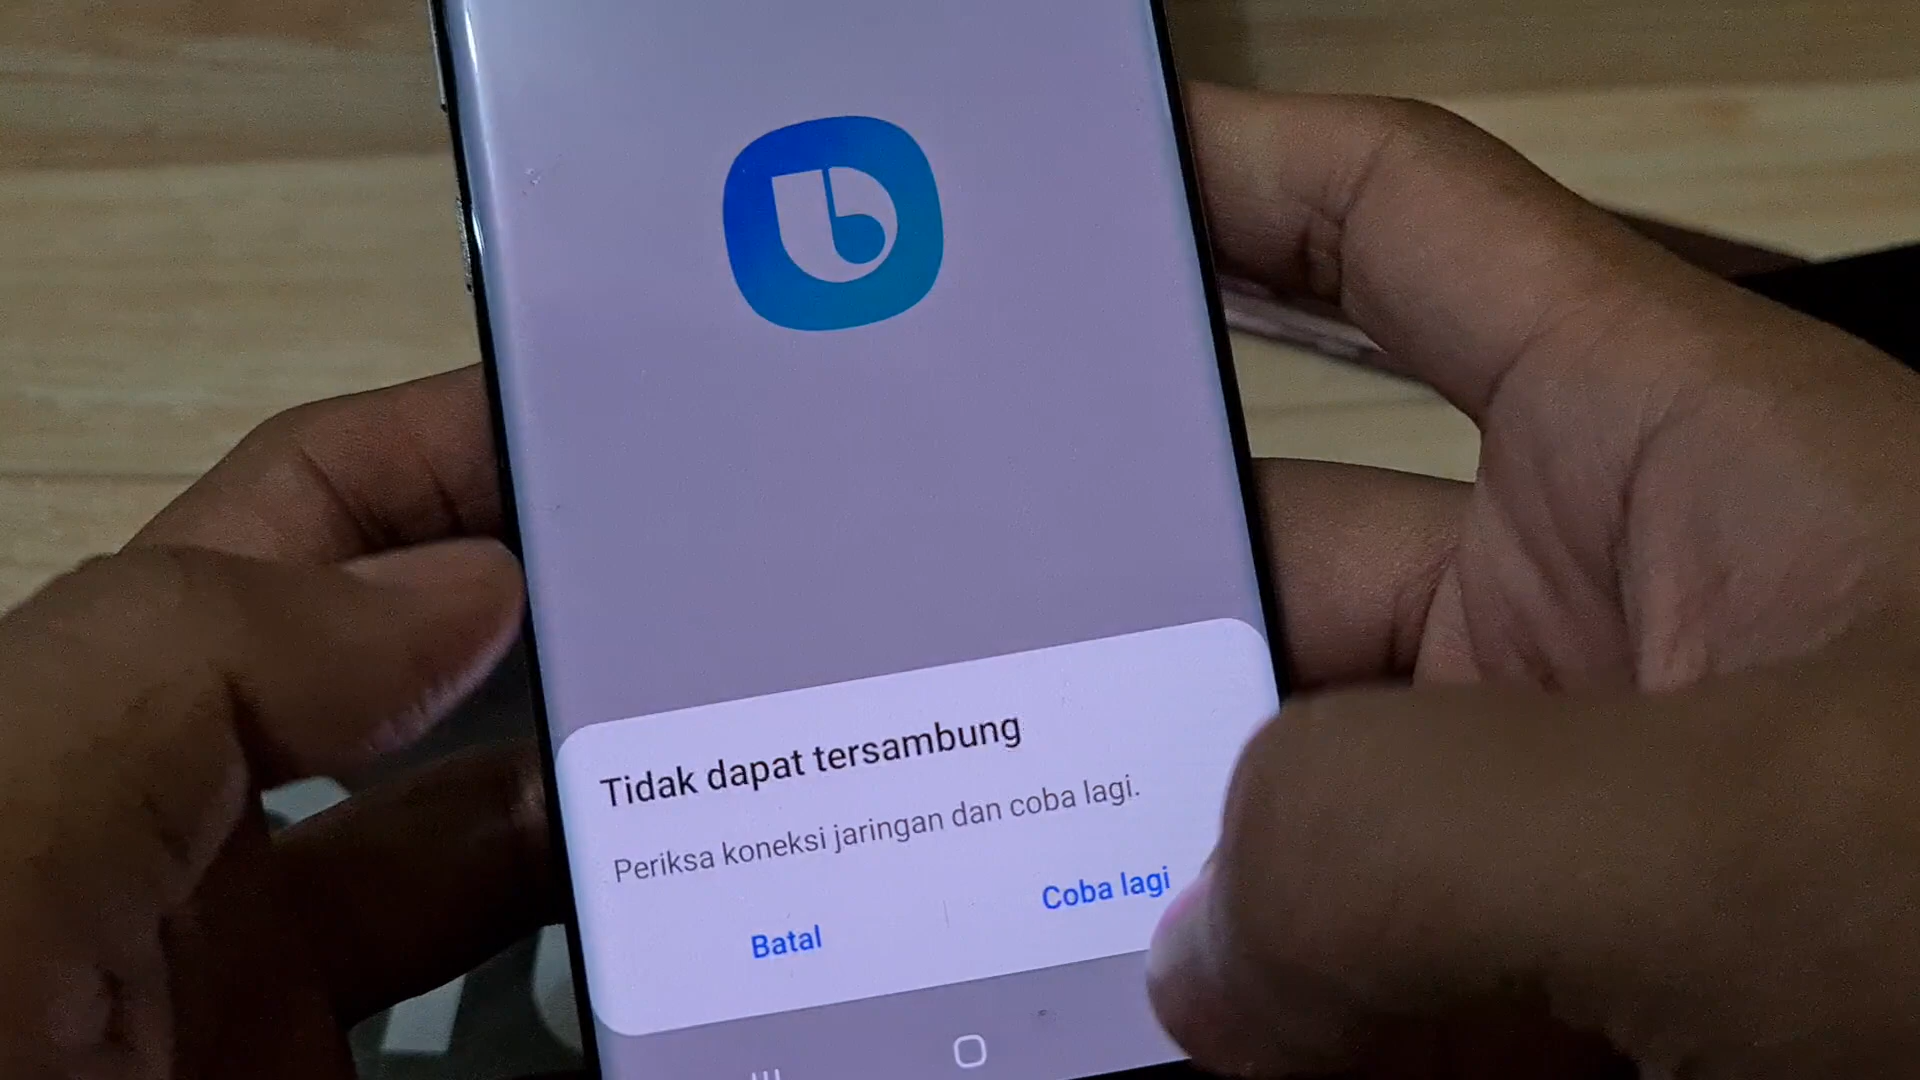 Tidak dapat tersambung
Periksa koneksi jaringan dan coba lagi.
Batal
Coba lagi